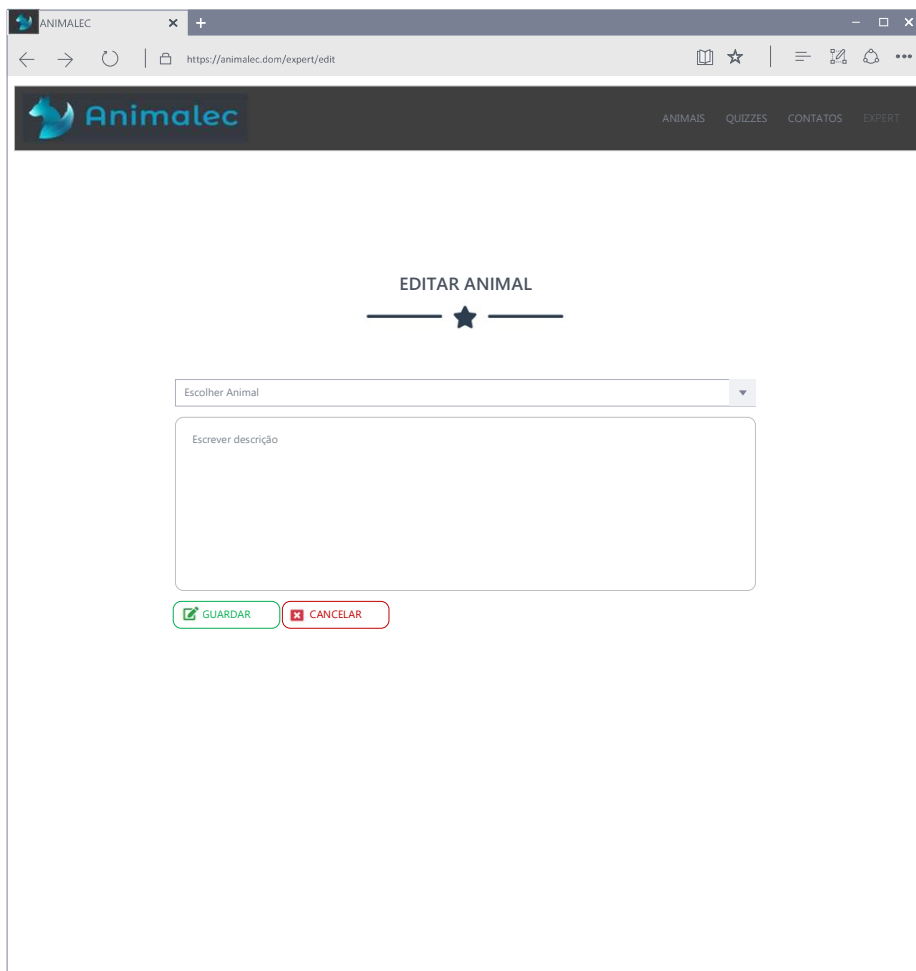 ANIMALEC
https://animalec.dom/expert/edit
Animalec
ANIMAIS QUIZZES CONTATOS EXPERT
EDITAR ANIMAL
Escolher Animal
Escrever descrição
GUARDAR CANCELAR